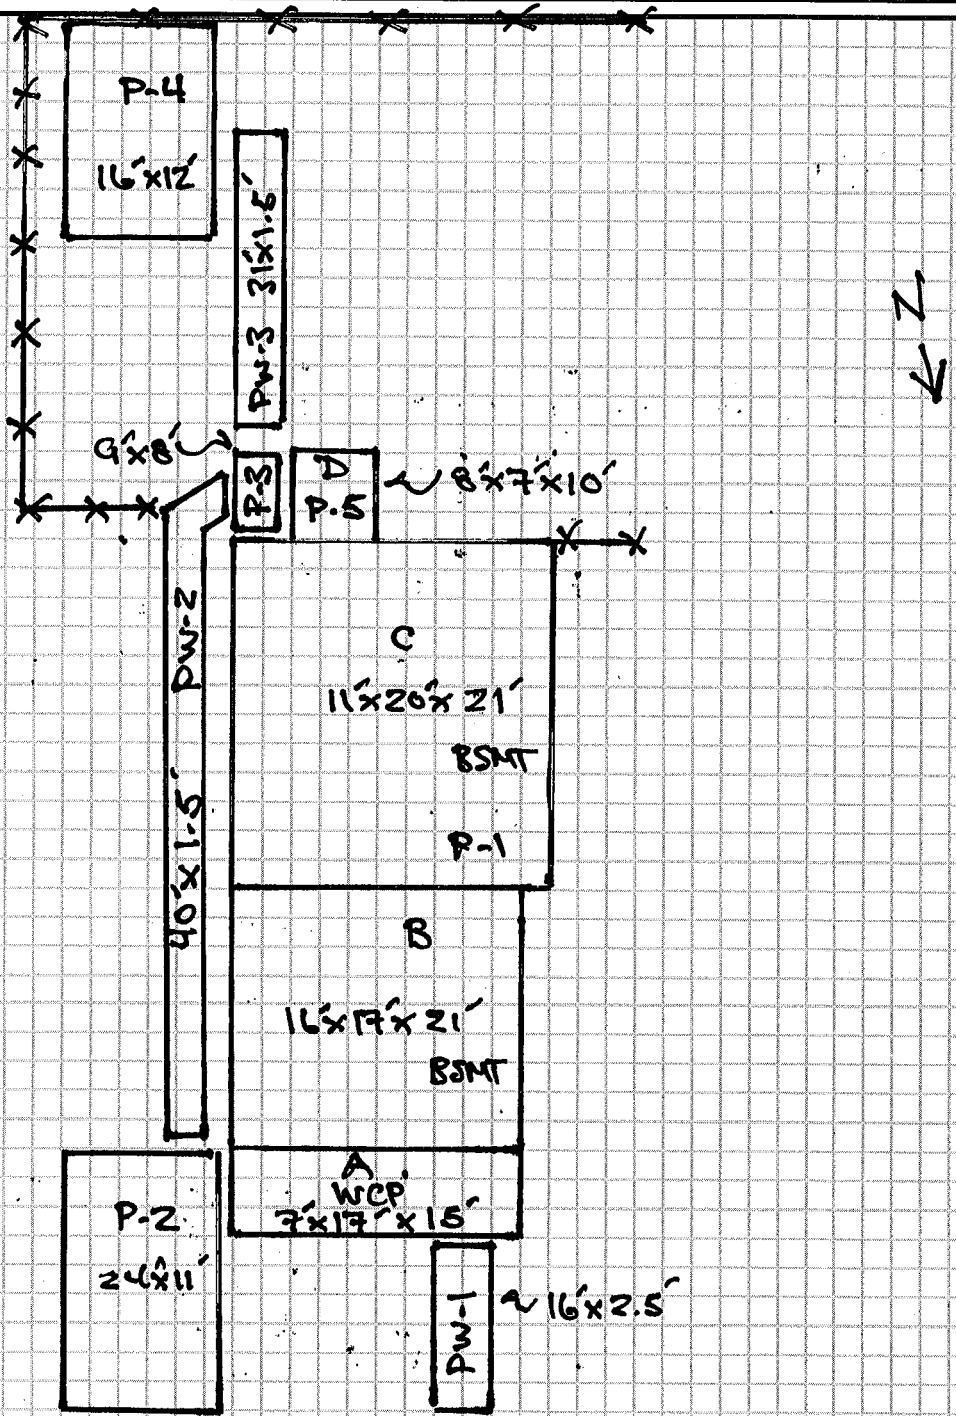 P-4
16'x12'
PW-3 31'x1.5'
N
9'x8'
P-3
D
P-5
8'x7'x10'
PW-2
40'x1.5'
C
11'x20'x21'
BSMT
P-1
B
16'x17'x21'
BSMT
A
WCP
7'x17'x15'
P-2
24'x11'
PW-1
16'x2.5'